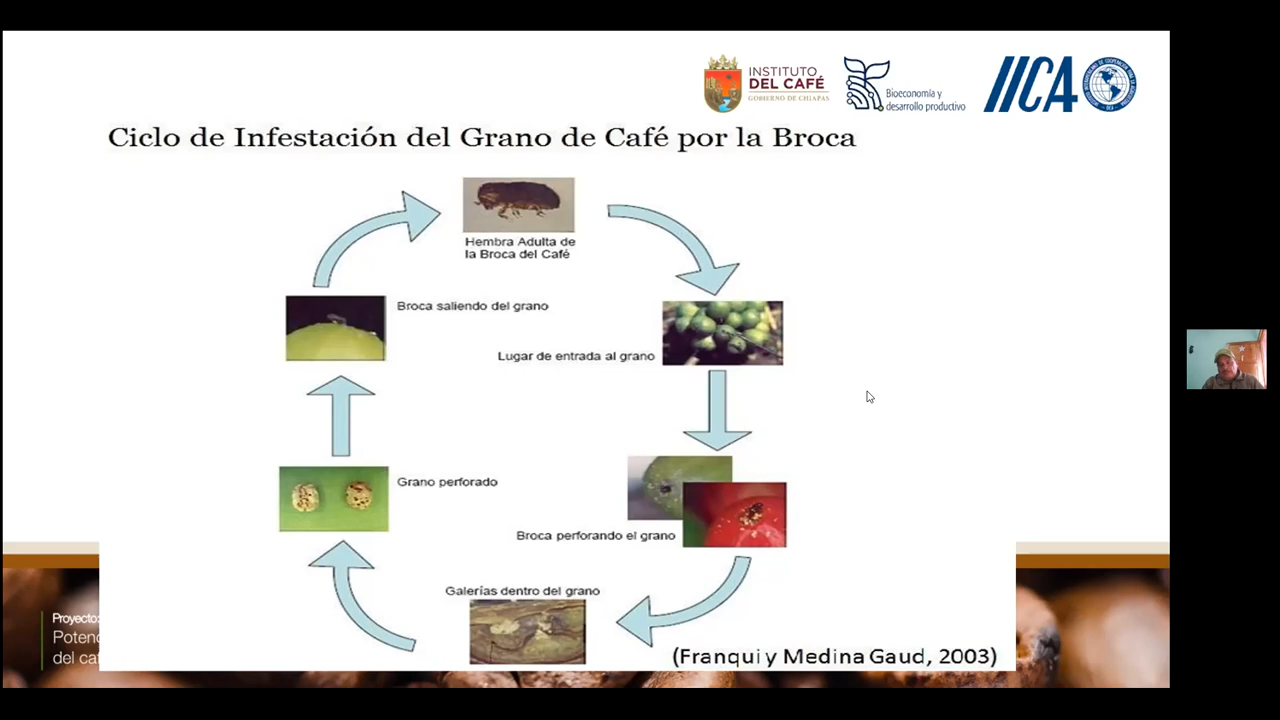 INSTITUTO
DEL CAFÉ
GOBIERNO DE CHIAPAS
Bioeconomía y
desarrollo productivo
IICA
Ciclo de Infestación del Grano de Café por la Broca
Hembra Adulta de
la Broca del Café
Broca saliendo del grano
Lugar de entrada al grano
Grano perforado
Broca perforando el grano
Galerías dentro del grano
Proyecto:
(Franqui y Medina Gaud, 2003)
del